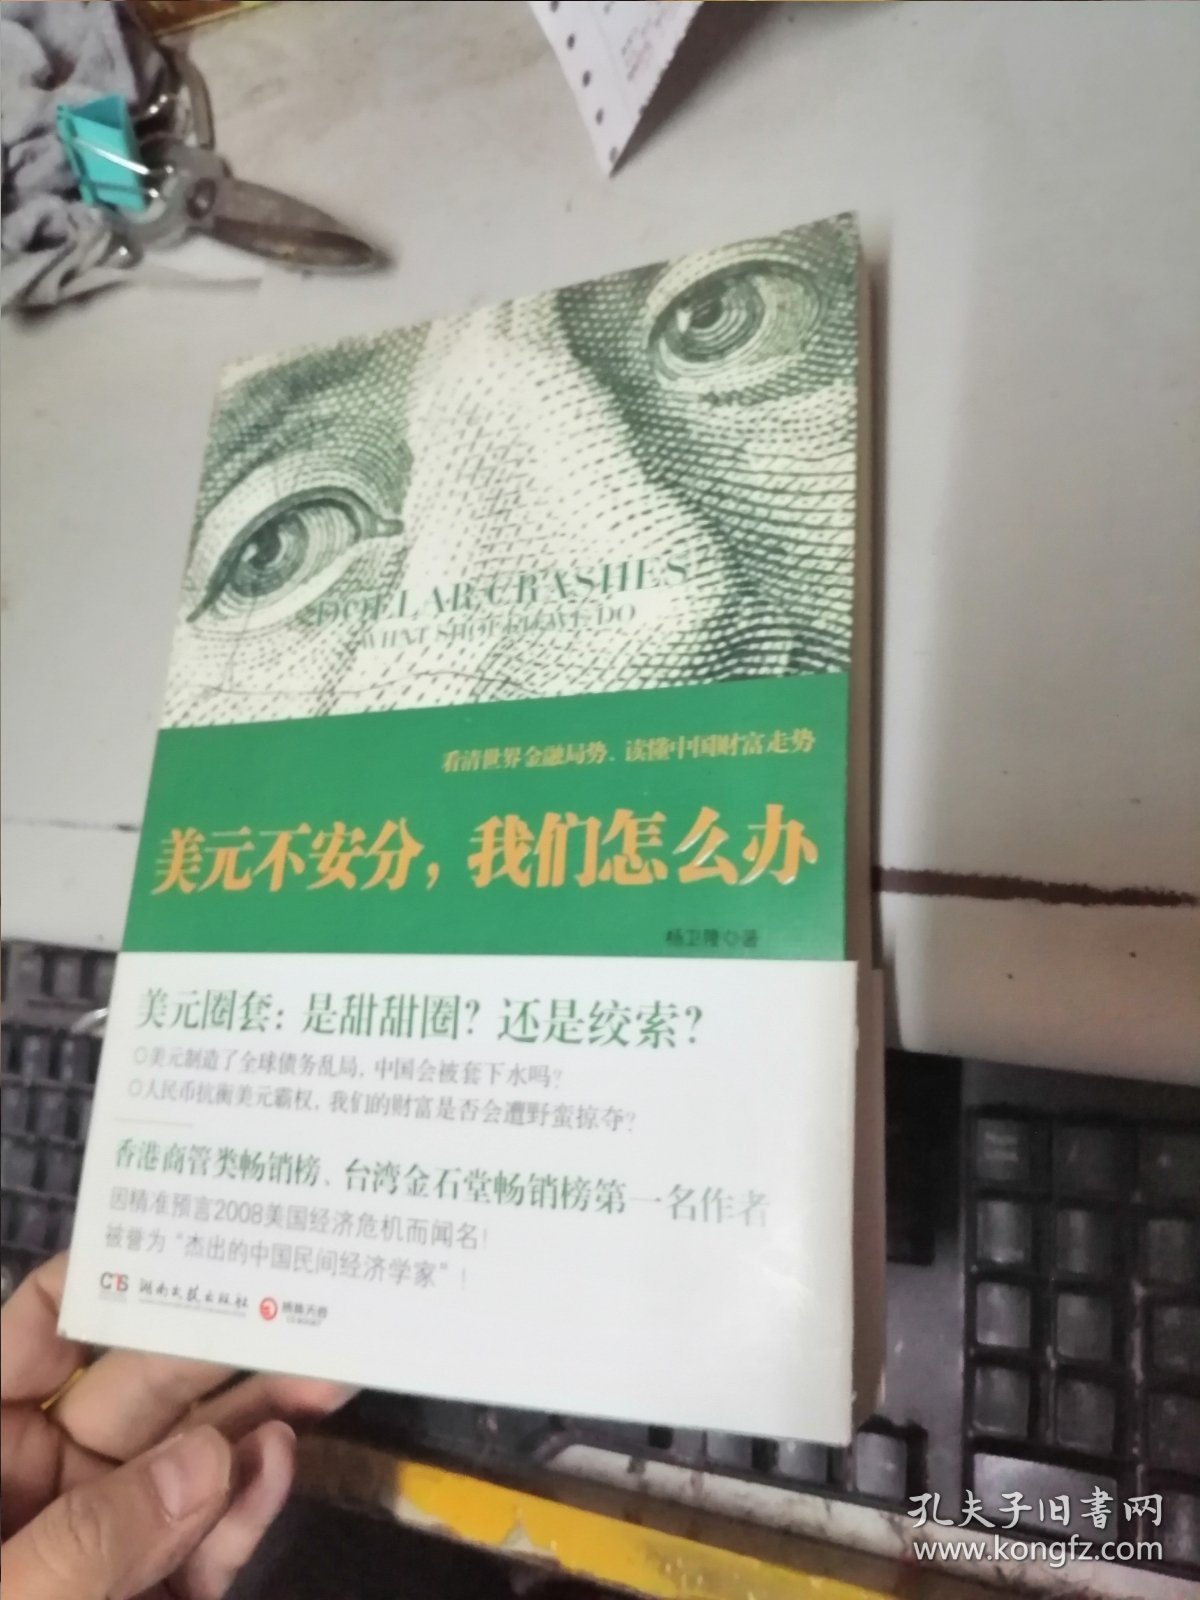 DOLLAR CRASHES
WHAT SHOULD WE DO
看清世界金融局势，读懂中国财富走势
美元不安分，我们怎么办
杨卫隆◎著
美元圈套：是甜甜圈？还是绞索？
○美元制造了全球债务乱局，中国会被套下水吗？
○人民币抗衡美元霸权，我们的财富是否会遭野蛮掠夺？
香港商管类畅销榜、台湾金石堂畅销榜第一名作者
因精准预言2008美国经济危机而闻名！
被誉为“杰出的中国民间经济学家”！
湖南文艺出版社
博集天卷
CS-BOOKY
孔夫子旧书网
www.kongfz.com